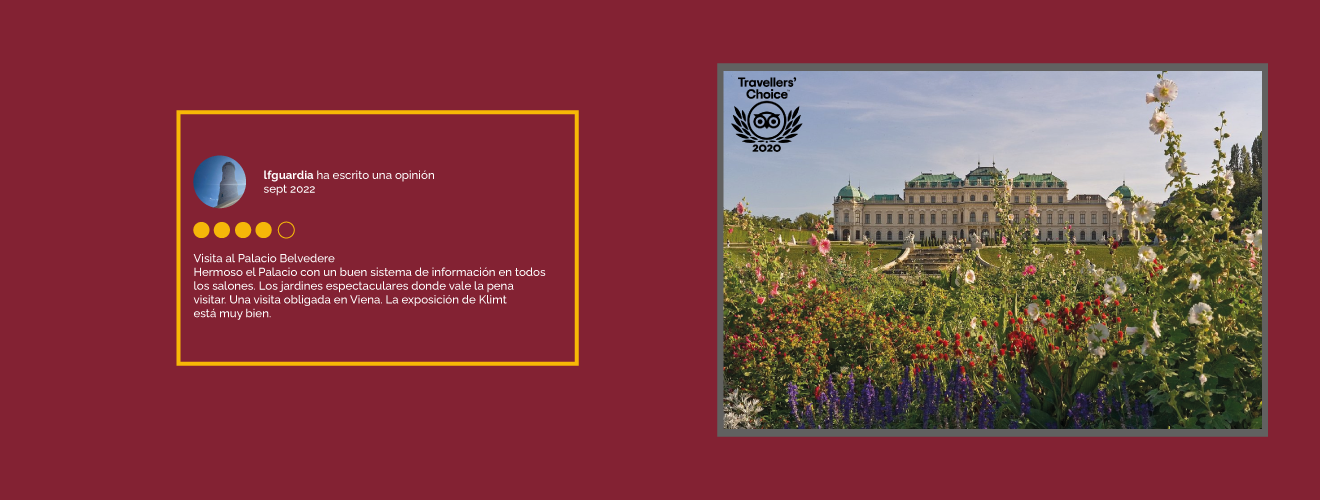 lfguardia ha escrito una opinión
sept 2022
Visita al Palacio Belvedere
Hermoso el Palacio con un buen sistema de información en todos
los salones. Los jardines espectaculares donde vale la pena
visitar. Una visita obligada en Viena. La exposición de Klimt
está muy bien.
Travellers'
Choice
2020